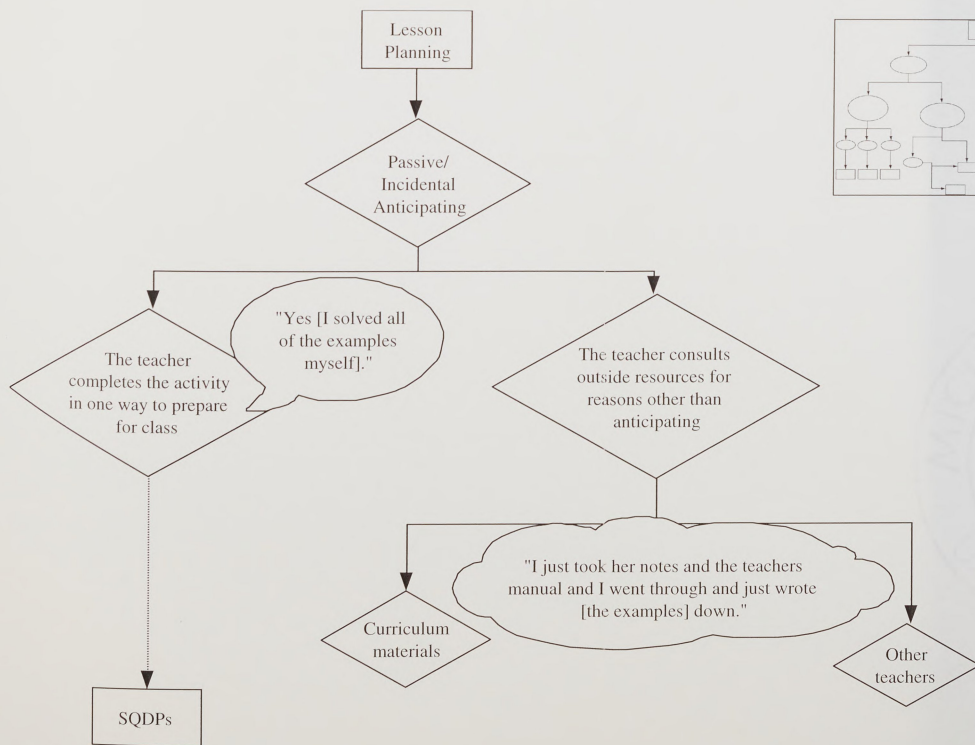 Lesson
Planning
Passive/
Incidental
Anticipating
"Yes [I solved all
of the examples
myself]."
The teacher
completes the activity
in one way to prepare
for class
The teacher consults
outside resources for
reasons other than
anticipating
"I just took her notes and the teachers
manual and I went through and just wrote
[the examples] down."
Curriculum
materials
Other
teachers
SQDPs